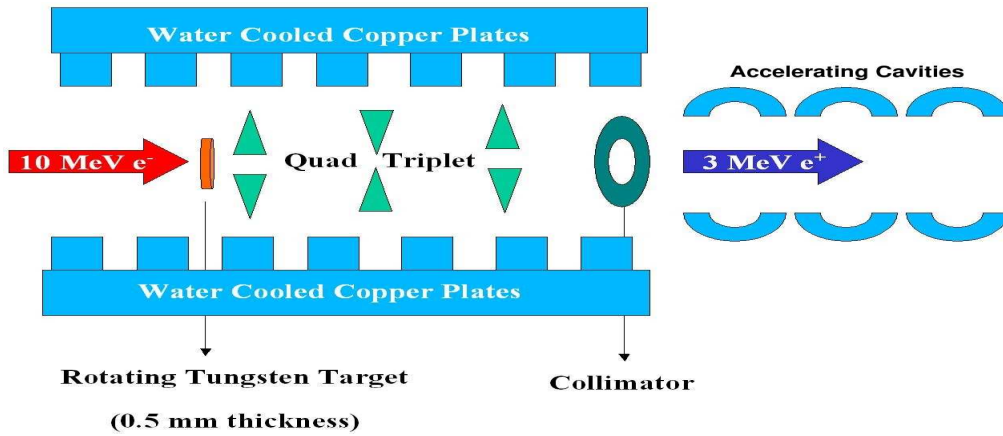 Water Cooled Copper Plates
Accelerating Cavities
10 MeV e-
Quad Triplet
3 MeV e+
Water Cooled Copper Plates
Rotating Tungsten Target
(0.5 mm thickness)
Collimator